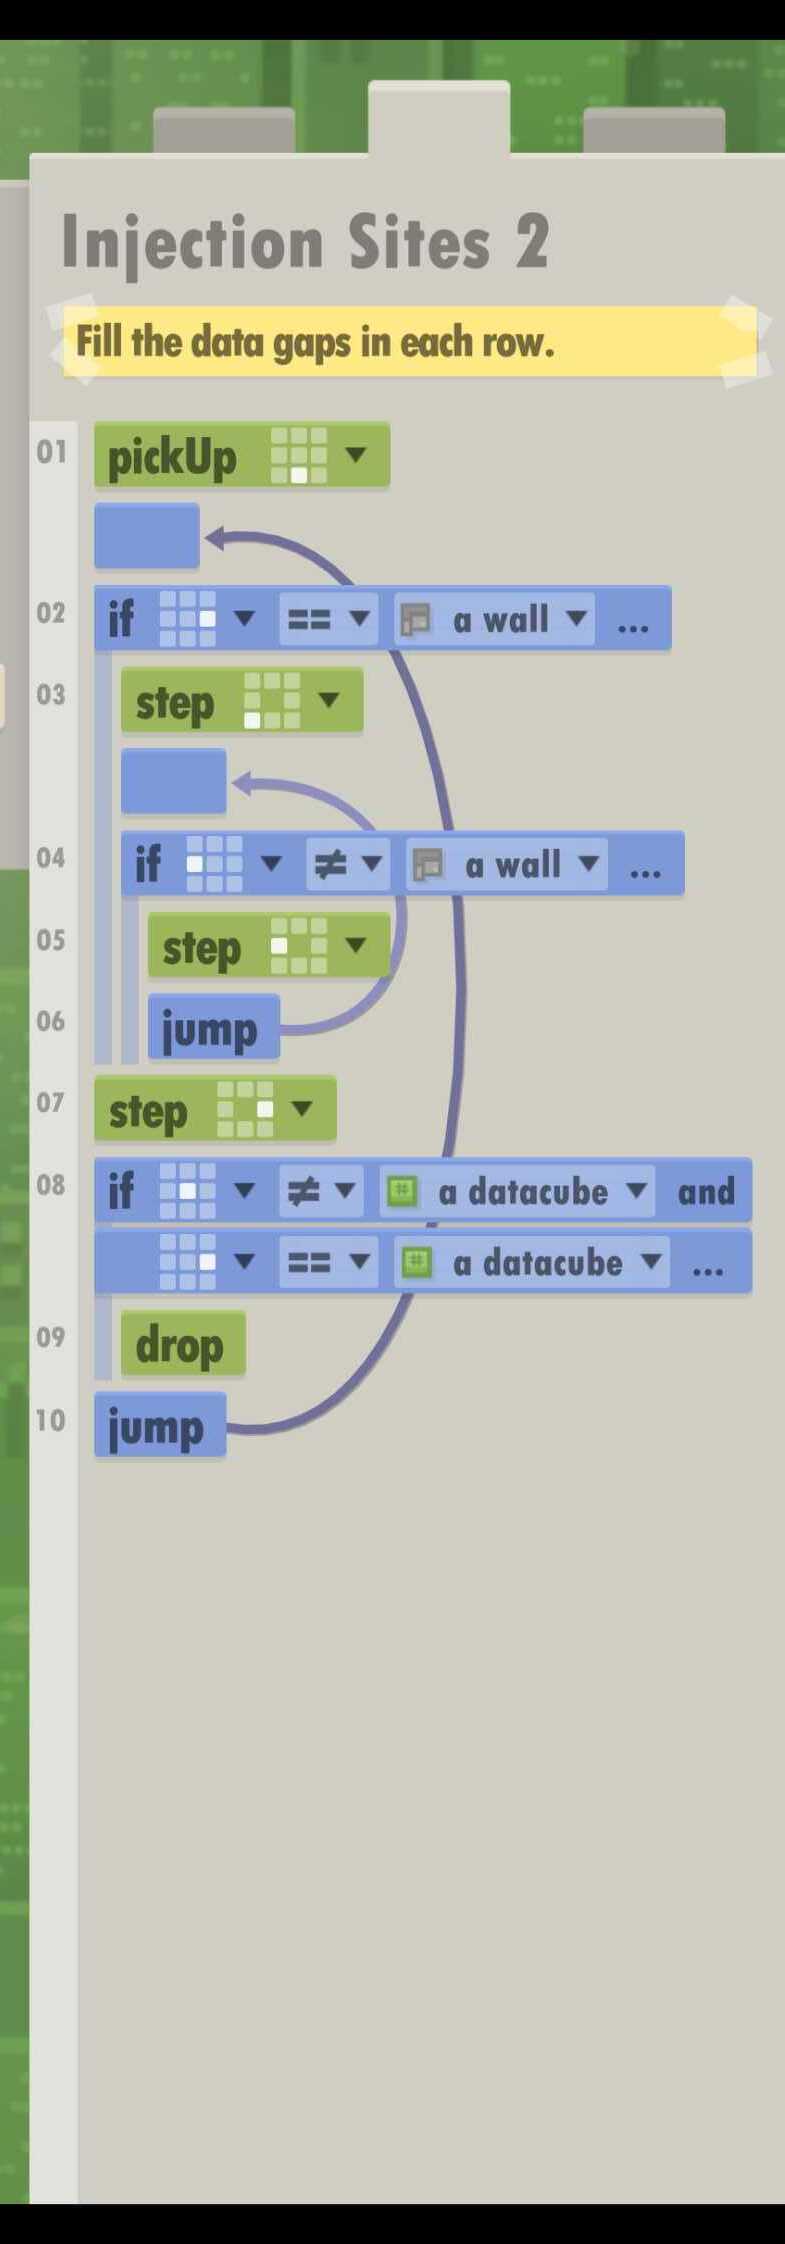 Injection Sites 2
Fill the data gaps in each row.
01 pickUp
02 if == a wall ...
03 step
04 if ≠ a wall ...
05 step
06 jump
07 step
08 if ≠ # a datacube and
== # a datacube ...
09 drop
10 jump